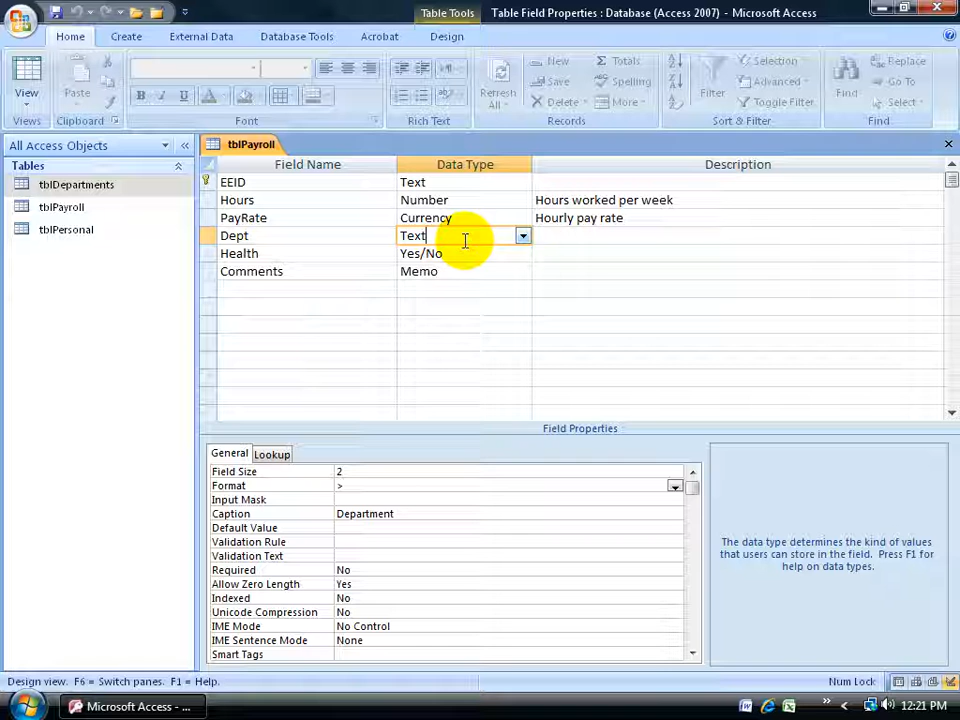 Table Tools
Table Field Properties : Database (Access 2007) - Microsoft Access
Home
Create
External Data
Database Tools
Acrobat
Design
View
Views
Paste
Clipboard
B I U A
Font
Rich Text
Refresh All
New
Save
Delete
Totals
Spelling
More
Records
Filter
Selection
Advanced
Toggle Filter
Sort & Filter
Find
Replace
Go To
Select
Find
All Access Objects
Tables
tblDepartments
tblPayroll
tblPersonal
tblPayroll
Field Name Data Type Description
EEID Text
Hours Number Hours worked per week
PayRate Currency Hourly pay rate
Dept Text
Health Yes/No
Comments Memo
Field Properties
General Lookup
Field Size 2
Format >
Input Mask
Caption Department
Default Value
Validation Rule
Validation Text
Required No
Allow Zero Length Yes
Indexed No
Unicode Compression No
IME Mode No Control
IME Sentence Mode None
Smart Tags
The data type determines the kind of values
that users can store in the field. Press F1 for
help on data types.
Design view. F6 = Switch panes. F1 = Help.
Num Lock
Microsoft Access - ...
12:21 PM